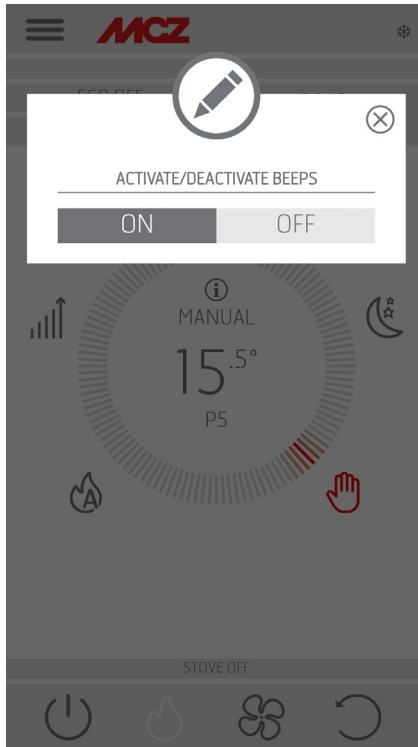 MCZ
ACTIVATE/DEACTIVATE BEEPS
ON OFF
i
MANUAL
15.5°
P5
A
STOVE OFF